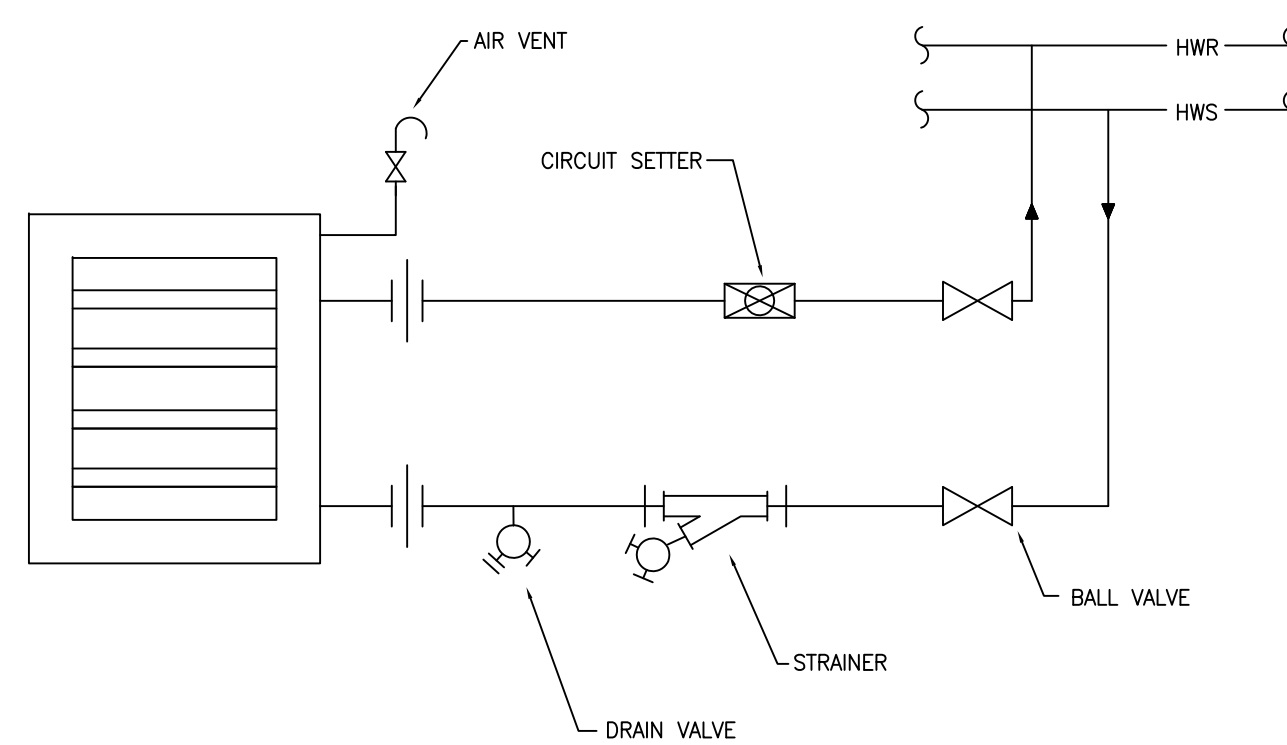 AIR VENT
HWR
HWS
CIRCUIT SETTER
BALL VALVE
STRAINER
DRAIN VALVE